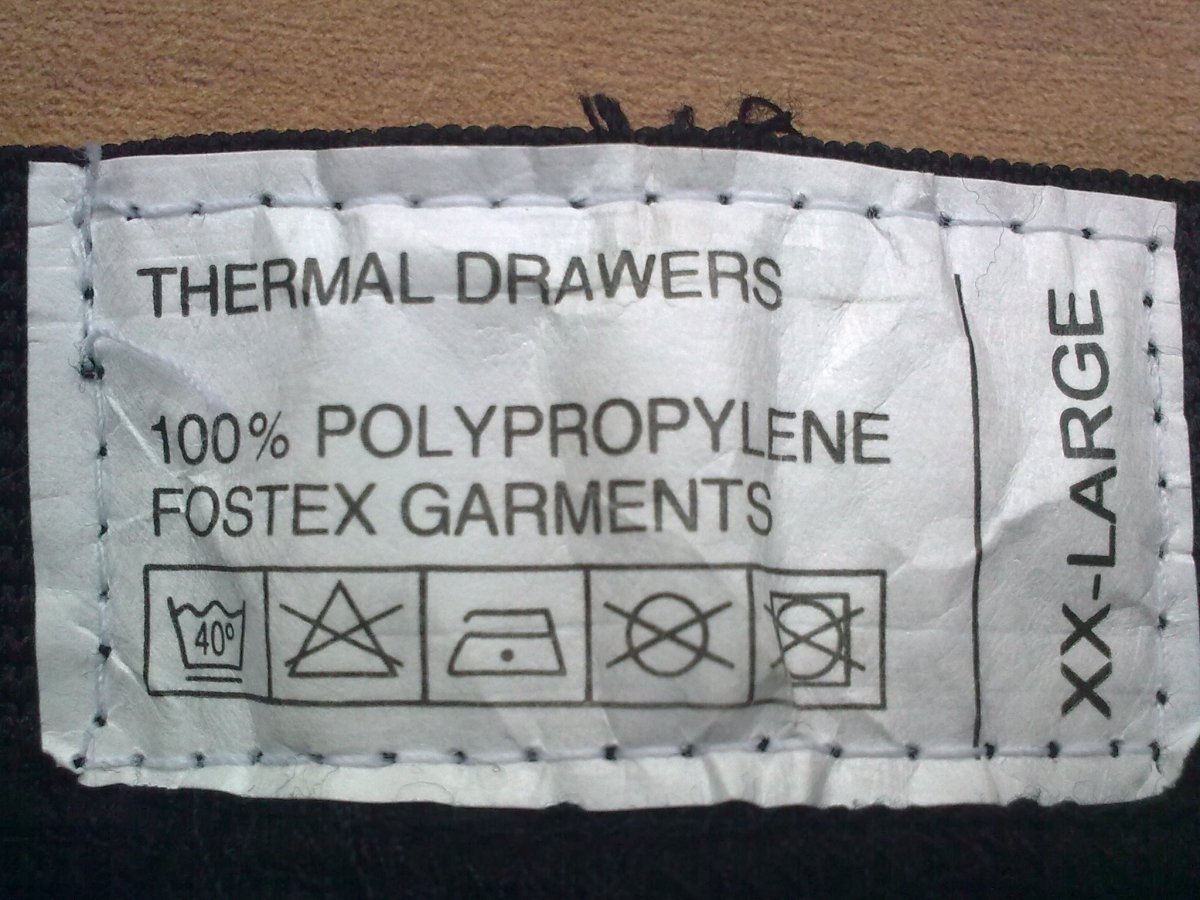 THERMAL DRAWERS
100% POLYPROPYLENE
FOSTEX GARMENTS
40°
XX-LARGE